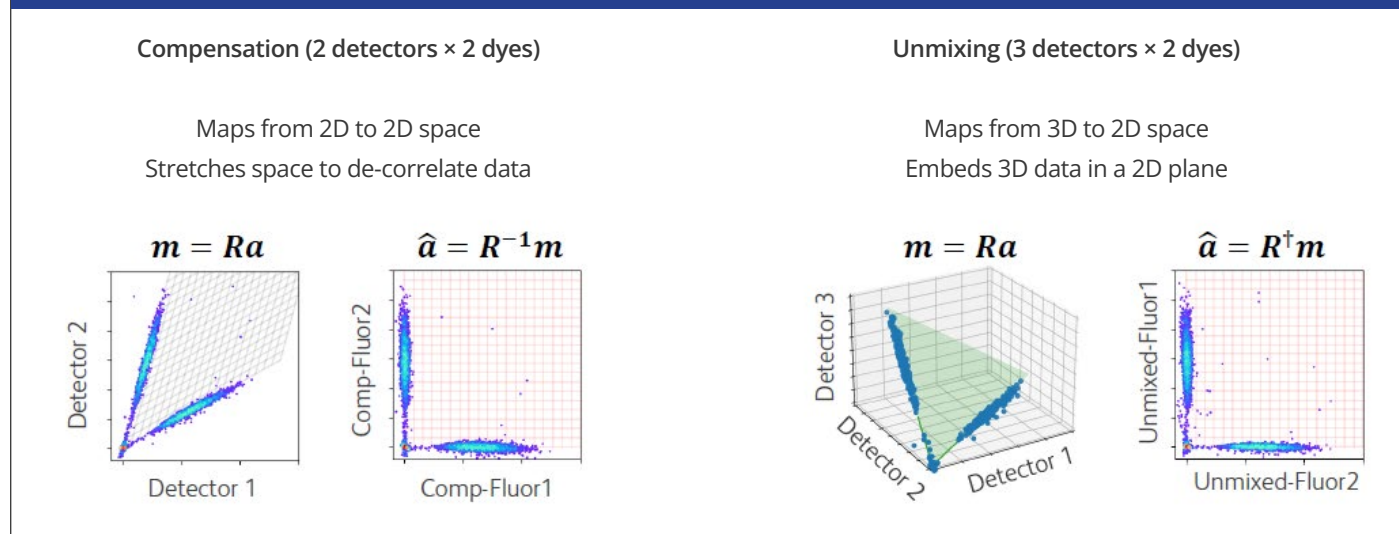 Compensation (2 detectors × 2 dyes)
Maps from 2D to 2D space
Stretches space to de-correlate data
m = Ra
â = R⁻¹m
Detector 2
Detector 1
Comp-Fluor2
Comp-Fluor1
Unmixing (3 detectors × 2 dyes)
Maps from 3D to 2D space
Embeds 3D data in a 2D plane
m = Ra
â = R†m
Detector 3
Detector 2
Detector 1
Unmixed-Fluor1
Unmixed-Fluor2